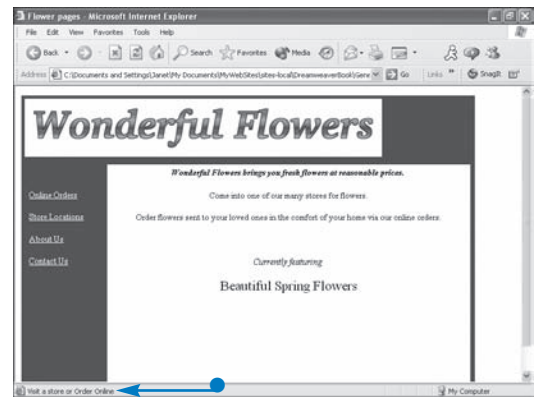 Flower pages - Microsoft Internet Explorer
File Edit View Favorites Tools Help
Back Search Favorites Media
Address C:\Documents and Settings\Janet\My Documents\MyWebSites\sites-local\DreamweaverBook\Gene Go Links » SnagIt
Wonderful Flowers
Wonderful Flowers brings you fresh flowers at reasonable prices.
Online Orders
Come into one of our many stores for flowers.
Store Locations
Order flowers sent to your loved ones in the comfort of your home via our online orders.
About Us
Contact Us
Currently featuring
Beautiful Spring Flowers
Visit a store or Order Online.
My Computer